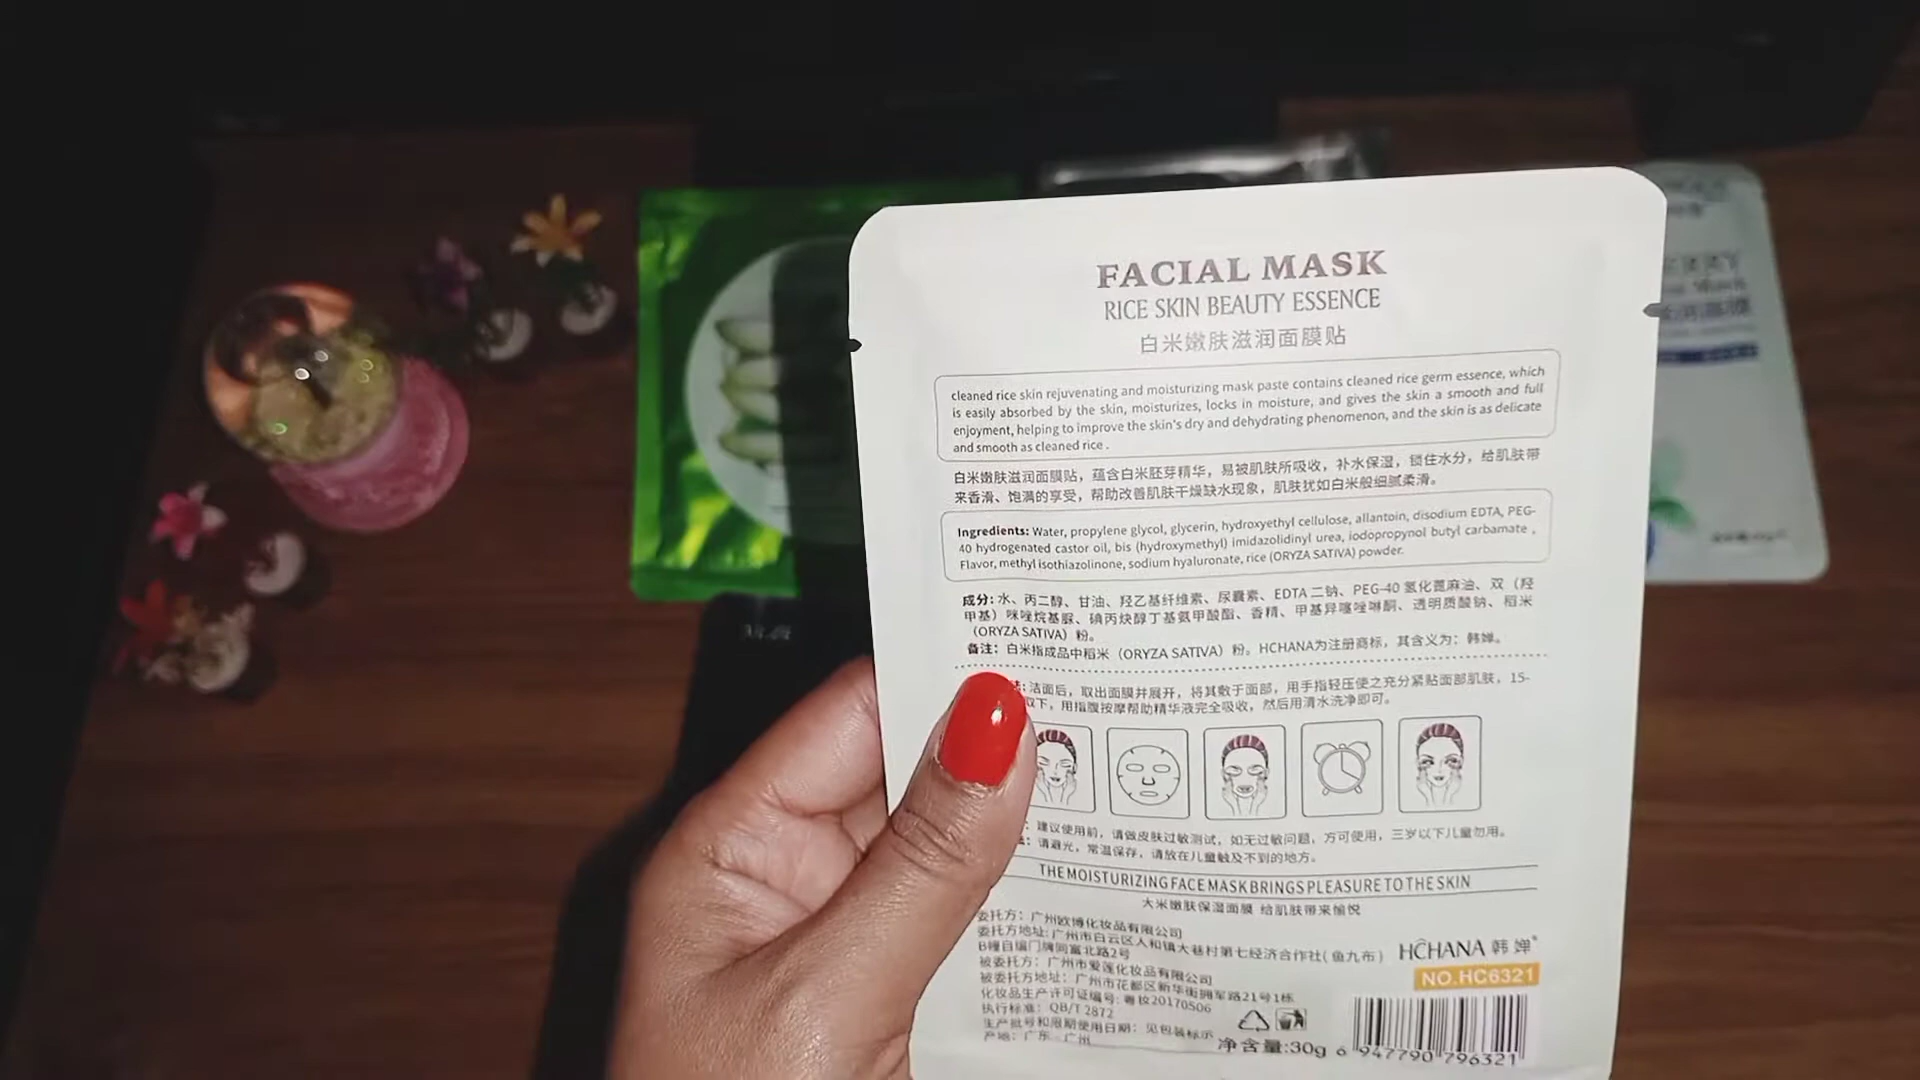 FACIAL MASK
RICE SKIN BEAUTY ESSENCE
白米嫩肤滋润面膜贴
cleaned rice skin rejuvenating and moisturizing mask paste contains cleaned rice germ essence, which
is easily absorbed by the skin, moisturizes, locks in moisture, and gives the skin a smooth and full
enjoyment, helping to improve the skin's dry and dehydrating phenomenon, and the skin is as delicate
and smooth as cleaned rice .
白米嫩肤滋润面膜贴，蕴含白米胚芽精华，易被肌肤所吸收，补水保湿，锁住水分，给肌肤带
来香滑、饱满的享受，帮助改善肌肤干燥缺水现象，肌肤犹如白米般细腻柔滑。
Ingredients: Water, propylene glycol, glycerin, hydroxyethyl cellulose, allantoin, disodium EDTA, PEG-
40 hydrogenated castor oil, bis (hydroxymethyl) imidazolidinyl urea, iodopropynol butyl carbamate ,
Flavor, methyl isothiazolinone, sodium hyaluronate, rice (ORYZA SATIVA) powder.
成分: 水、丙二醇、甘油、羟乙基纤维素、尿囊素、EDTA 二钠、PEG-40 氢化蓖麻油、双（羟
甲基）咪唑烷基脲、碘丙炔醇丁基氨甲酸酯、香精、甲基异噻唑啉酮、透明质酸钠、稻米
（ORYZA SATIVA）粉。
备注: 白米指成品中稻米（ORYZA SATIVA）粉。HCHANA为注册商标，其含义为：韩婵。
: 洁面后，取出面膜并展开，将其敷于面部，用手指轻压使之充分紧贴面部肌肤，15-
取下，用指腹按摩帮助精华液完全吸收，然后用清水洗净即可。
: 建议使用前，请做皮肤过敏测试，如无过敏问题，方可使用，三岁以下儿童勿用。
: 请避光，常温保存，请放在儿童触及不到的地方。
THE MOISTURIZING FACE MASK BRINGS PLEASURE TO THE SKIN
大米嫩肤保湿面膜 给肌肤带来愉悦
委托方：广州欧博化妆品有限公司
委托方地址: 广州市白云区人和镇大巷村第七经济合作社(鱼九布)
B幢自编门牌同富北路2号
被委托方：广州市爱莲化妆品有限公司
被委托方地址：广州市花都区新华街拥军路21号1栋
化妆品生产许可证编号: 粤妆20170506
执行标准：QB/T 2872
生产批号和限期使用日期：见包装标示
产地：广东·广州
HCHANA 韩婵
NO.HC6321
净含量:30g
6 947790 796321